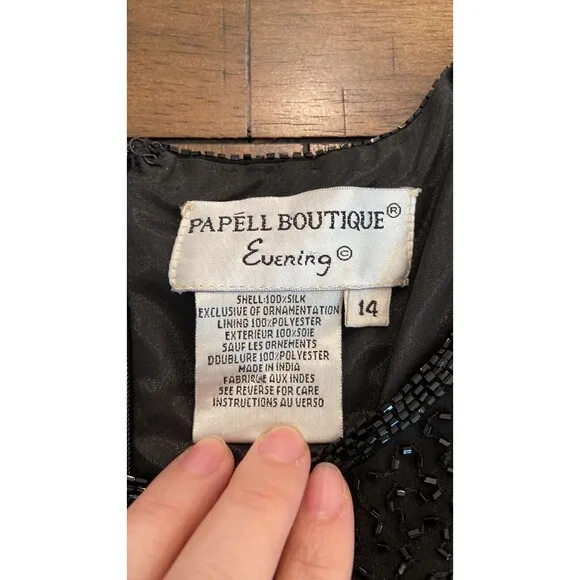 PAPÉLL BOUTIQUE®
Evening ©
SHELL:100%SILK
EXCLUSIVE OF ORNAMENTATION
LINING 100%POLYESTER
EXTERIEUR 100%SOIE
SAUF LES ORNEMENTS
DOUBLURE 100%POLYESTER
MADE IN INDIA
FABRIQUE AUX INDES
SEE REVERSE FOR CARE
INSTRUCTIONS AU VERSO
14